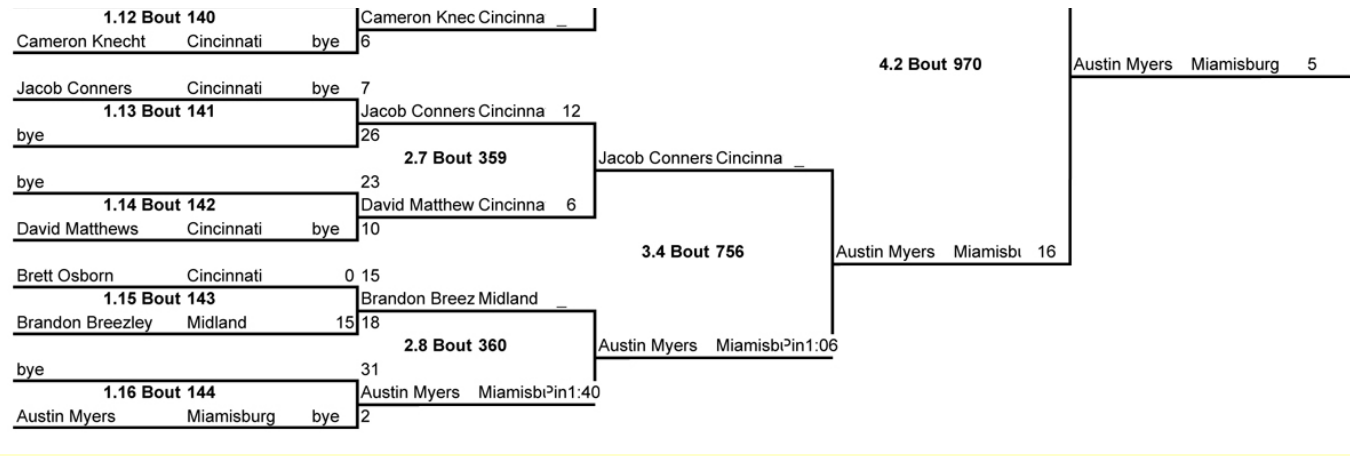 1.12 Bout 140 Cameron Knec Cincinna _
Cameron Knecht Cincinnati bye 6
4.2 Bout 970 Austin Myers Miamisburg 5
Jacob Conners Cincinnati bye 7
1.13 Bout 141 Jacob Conners Cincinna 12
bye 26
2.7 Bout 359 Jacob Conners Cincinna _
bye 23
1.14 Bout 142 David Matthew Cincinna 6
David Matthews Cincinnati bye 10
3.4 Bout 756 Austin Myers Miamisbu 16
Brett Osborn Cincinnati 0 15
1.15 Bout 143 Brandon Breez Midland _
Brandon Breezley Midland 15 18
2.8 Bout 360 Austin Myers Miamisbu Pin1:06
bye 31
1.16 Bout 144 Austin Myers Miamisbu Pin1:40
Austin Myers Miamisburg bye 2